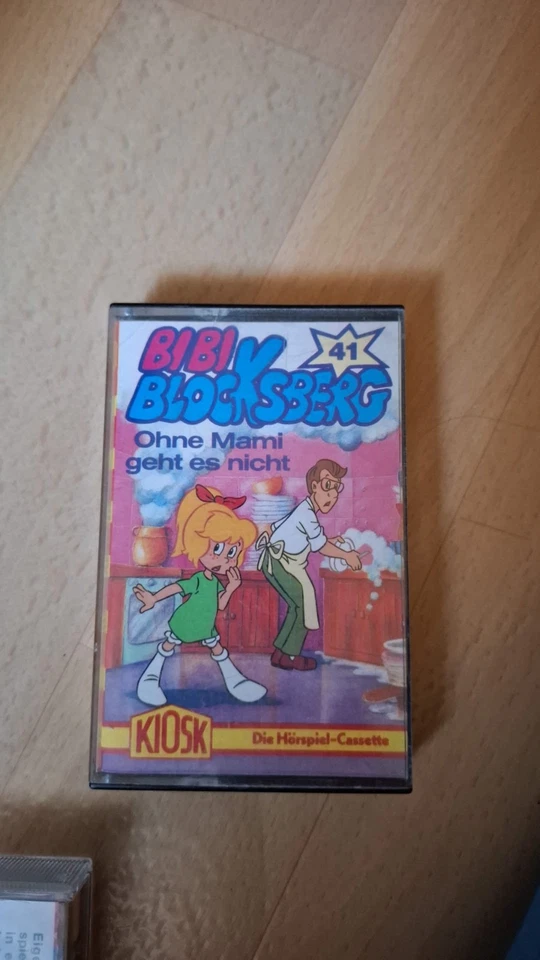 BIBI
BLOCKSBERG
41
Ohne Mami
geht es nicht
KIOSK
Die Hörspiel-Cassette